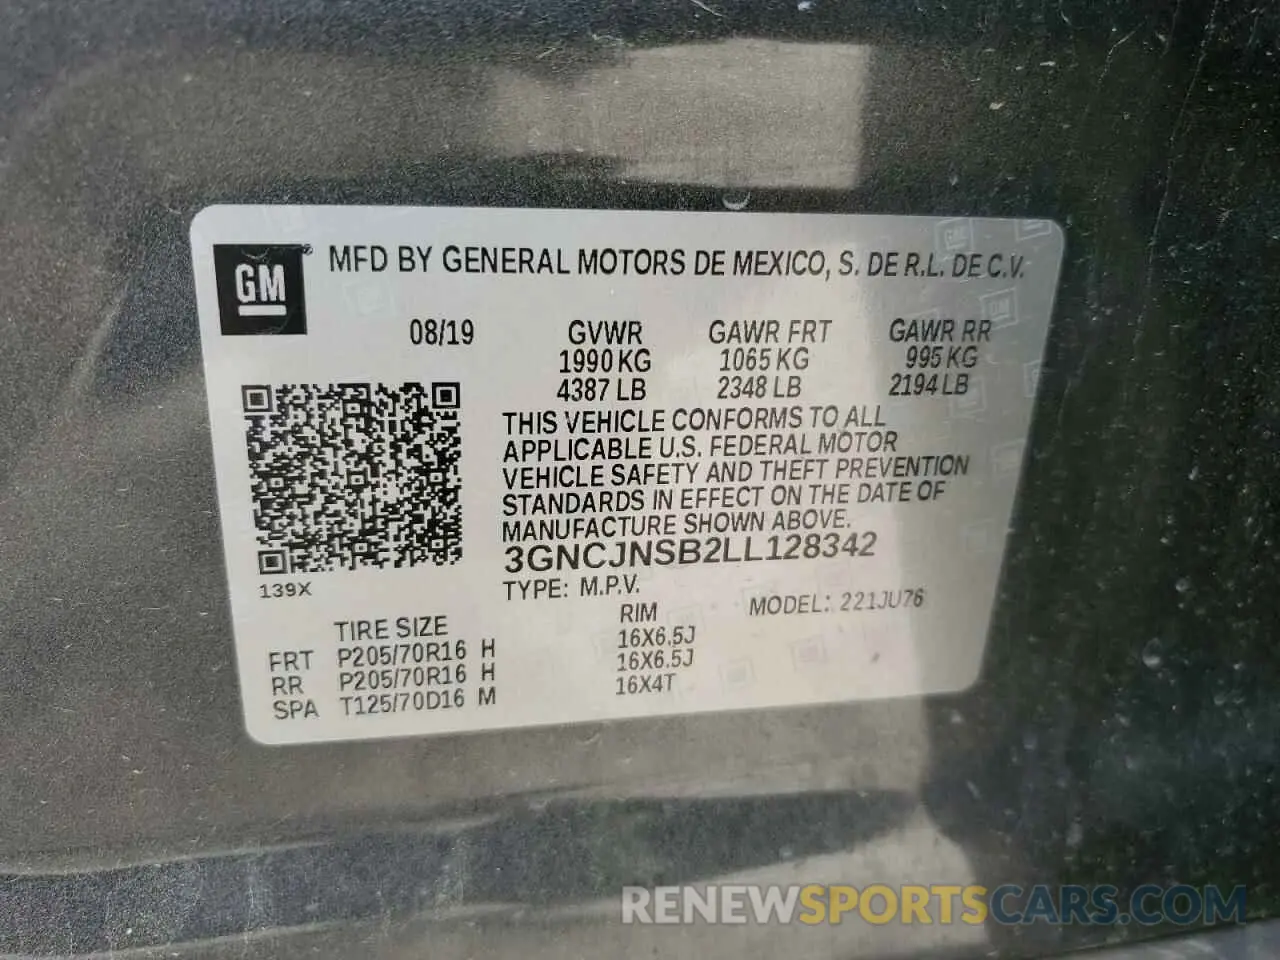 GM ® MFD BY GENERAL MOTORS DE MEXICO, S. DE R.L. DE C.V.
08/19 GVWR GAWR FRT GAWR RR
1990 KG 1065 KG 995 KG
4387 LB 2348 LB 2194 LB
THIS VEHICLE CONFORMS TO ALL
APPLICABLE U.S. FEDERAL MOTOR
VEHICLE SAFETY AND THEFT PREVENTION
STANDARDS IN EFFECT ON THE DATE OF
MANUFACTURE SHOWN ABOVE.
3GNCJNSB2LL128342
139X
TYPE: M.P.V.
MODEL: 221JU76
TIRE SIZE RIM
FRT P205/70R16 H 16X6.5J
RR P205/70R16 H 16X6.5J
SPA T125/70D16 M 16X4T
RENEWSPORTSCARS.COM